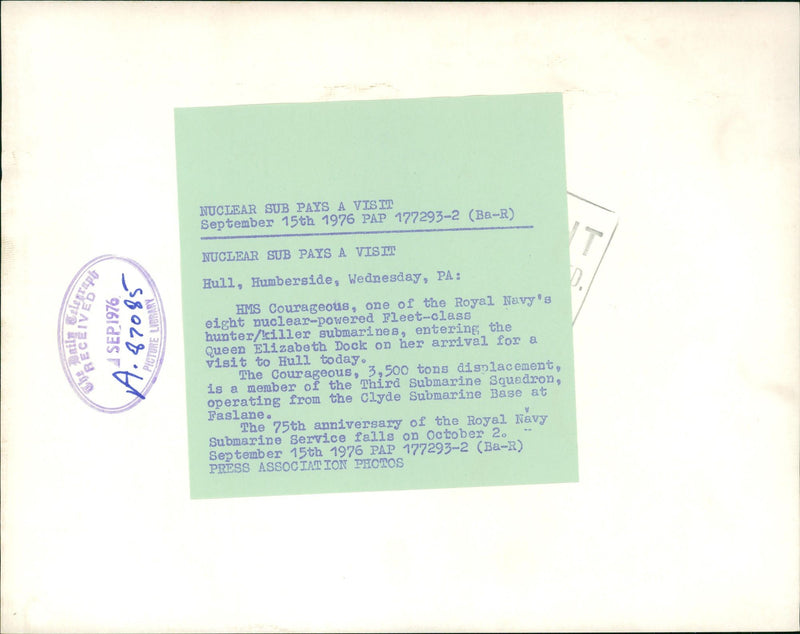 NUCLEAR SUB PAYS A VISIT
September 15th 1976 PAP 177293-2 (Ba-R)
NUCLEAR SUB PAYS A VISIT
Hull, Humberside, Wednesday, PA:
HMS Courageous, one of the Royal Navy's
eight nuclear-powered Fleet-class
hunter/killer submarines, entering the
Queen Elizabeth Dock on her arrival for a
visit to Hull today.
The Courageous, 3,500 tons displacement,
is a member of the Third Submarine Squadron,
operating from the Clyde Submarine Base at
Faslane.
The 75th anniversary of the Royal Navy
Submarine Service falls on October 2.
September 15th 1976 PAP 177293-2 (Ba-R)
PRESS ASSOCIATION PHOTOS
The Daily Telegraph
RECEIVED
SEP 1976
A. 87085
PICTURE LIBRARY
IT
D.